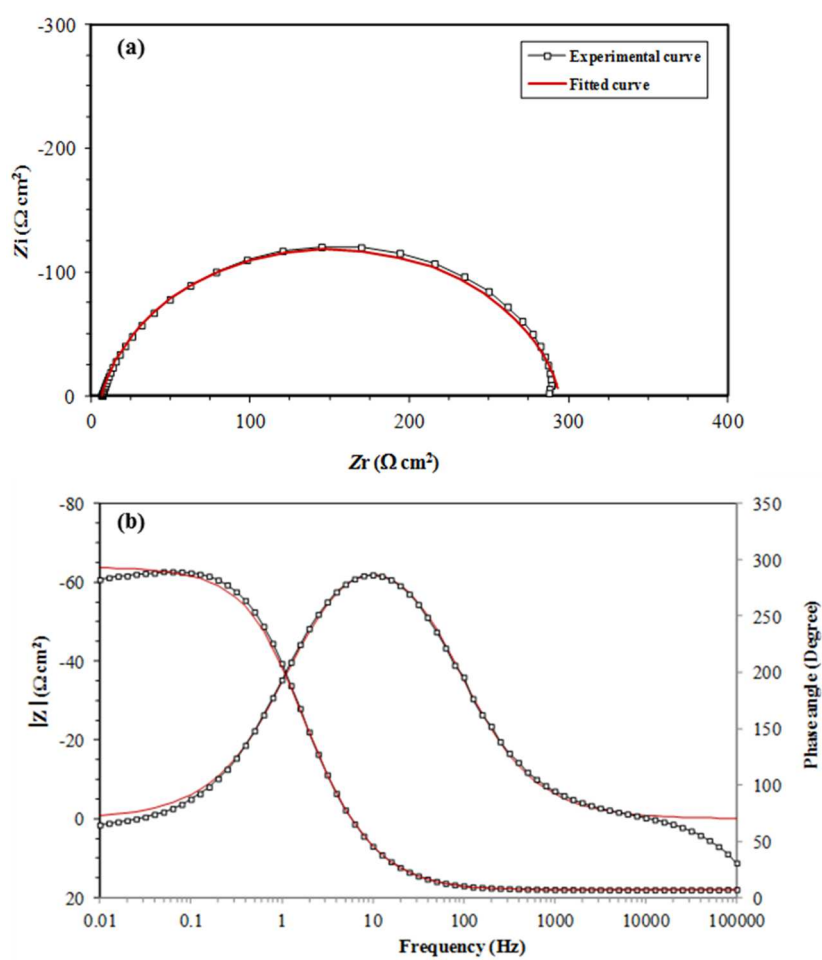 (a)
Experimental curve
Fitted curve
-300
-200
-100
0
0 100 200 300 400
Zi (Ω cm²)
Zr (Ω cm²)
(b)
-80
-60
-40
-20
0
20
350
300
250
200
150
100
50
0
0.01 0.1 1 10 100 1000 10000 100000
|Z| (Ω cm²)
Phase angle (Degree)
Frequency (Hz)